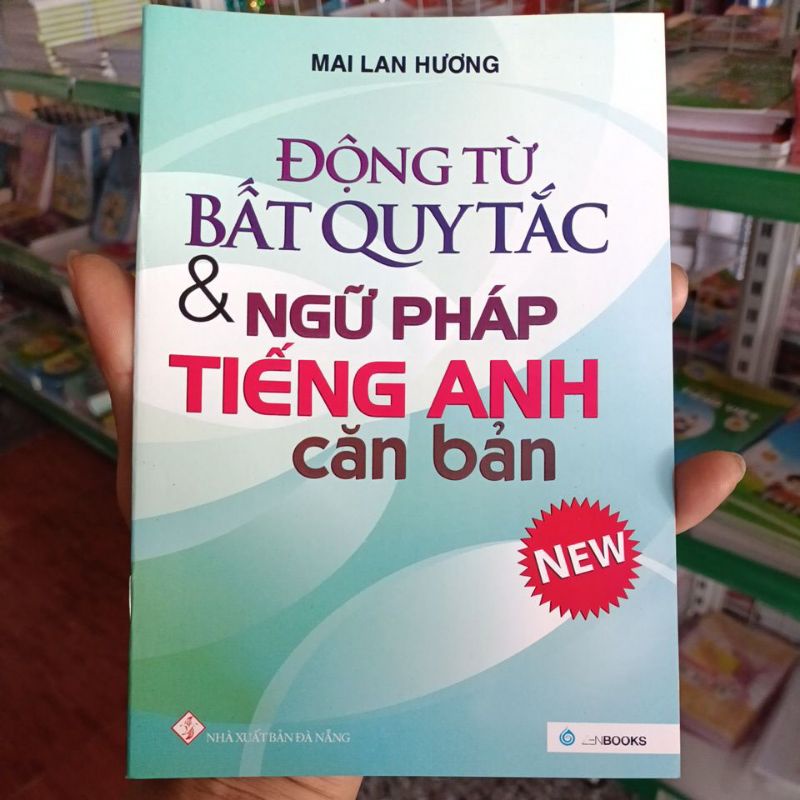 MAI LAN HƯƠNG
ĐỘNG TỪ
BẤT QUY TẮC
& NGỮ PHÁP
TIẾNG ANH
căn bản
NEW
NHÀ XUẤT BẢN ĐÀ NẴNG
ZENBOOKS